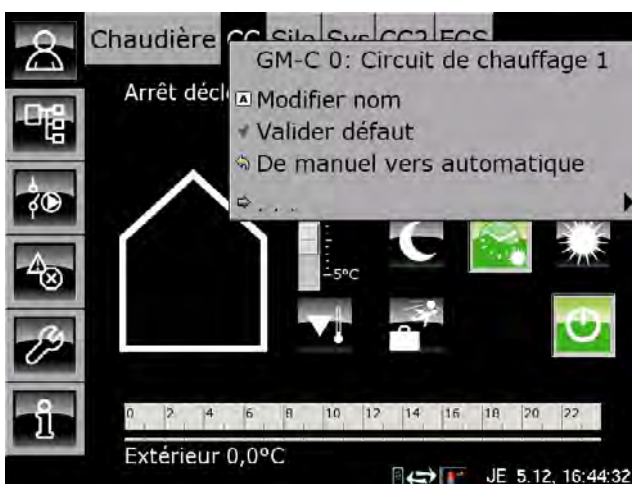 Chaudière CC Silo Sys CC2 ECS
GM-C 0: Circuit de chauffage 1
Arrêt décl
A Modifier nom
Valider défaut
De manuel vers automatique
. . .
-5°C
0 2 4 6 8 10 12 14 16 18 20 22
Extérieur 0,0°C
JE 5.12, 16:44:32